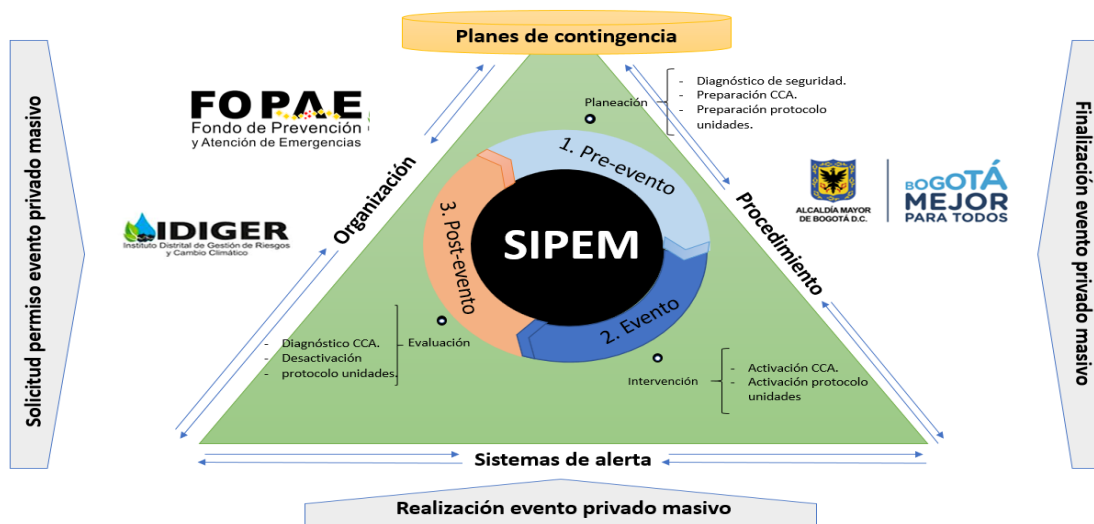 Planes de contingencia
Solicitud permiso evento privado masivo
FOPAE
Fondo de Prevención
y Atención de Emergencias
IDIGER
Instituto Distrital de Gestión de Riesgos
y Cambio Climático
Organización
Planeación
- Diagnóstico de seguridad.
- Preparación CCA.
- Preparación protocolo
unidades.
1. Pre-evento
2. Evento
3. Post-evento
SIPEM
Procedimiento
ALCALDÍA MAYOR
DE BOGOTÁ D.C.
BOGOTÁ
MEJOR
PARA TODOS
Finalización evento privado masivo
Evaluación
- Diagnóstico CCA.
- Desactivación
- protocolo unidades.
Intervención
- Activación CCA.
- Activación protocolo
unidades
Sistemas de alerta
Realización evento privado masivo